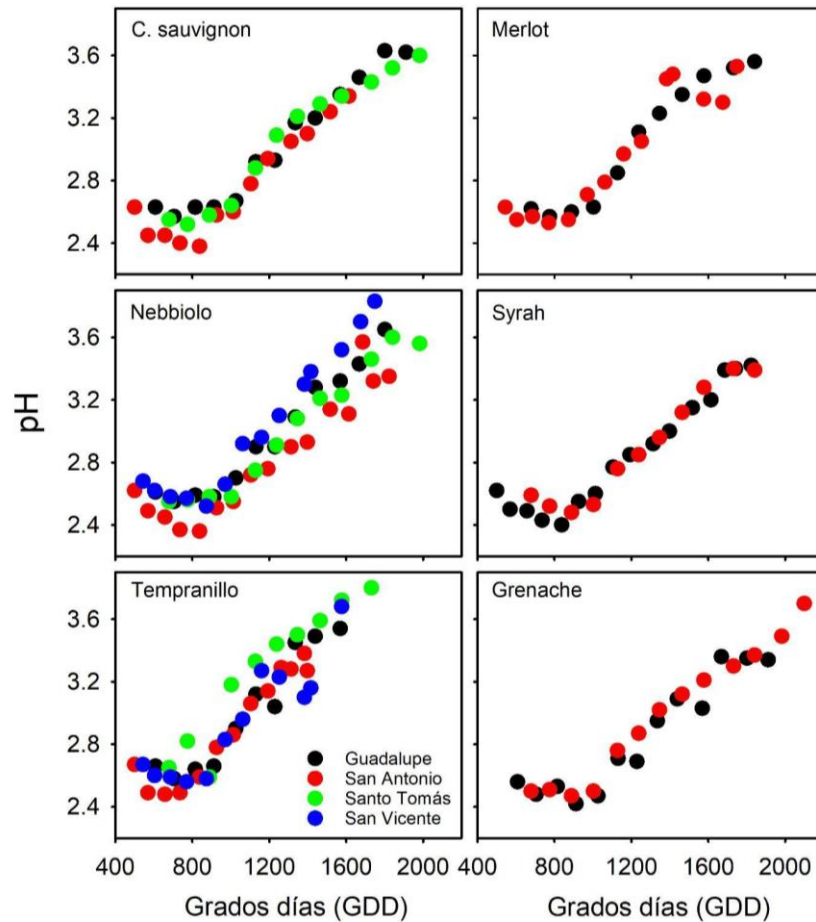 C. sauvignon
3.6
3.2
2.8
2.4
Merlot
Nebbiolo
3.6
3.2
2.8
2.4
Syrah
pH
Tempranillo
3.6
3.2
2.8
2.4
Guadalupe
San Antonio
Santo Tomás
San Vicente
Grenache
400 800 1200 1600 2000
400 800 1200 1600 2000
Grados días (GDD)
Grados días (GDD)